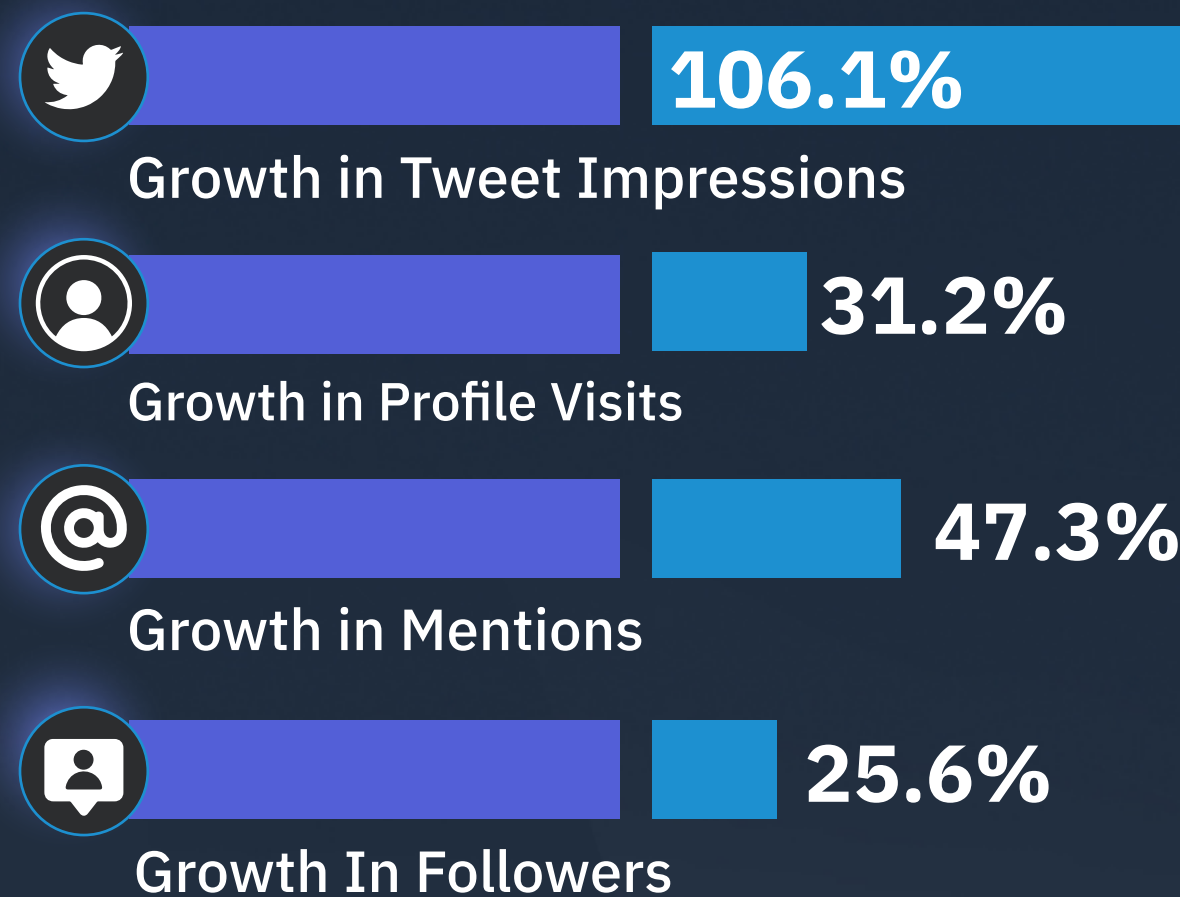 106.1%
Growth in Tweet Impressions
31.2%
Growth in Profile Visits
47.3%
Growth in Mentions
25.6%
Growth In Followers